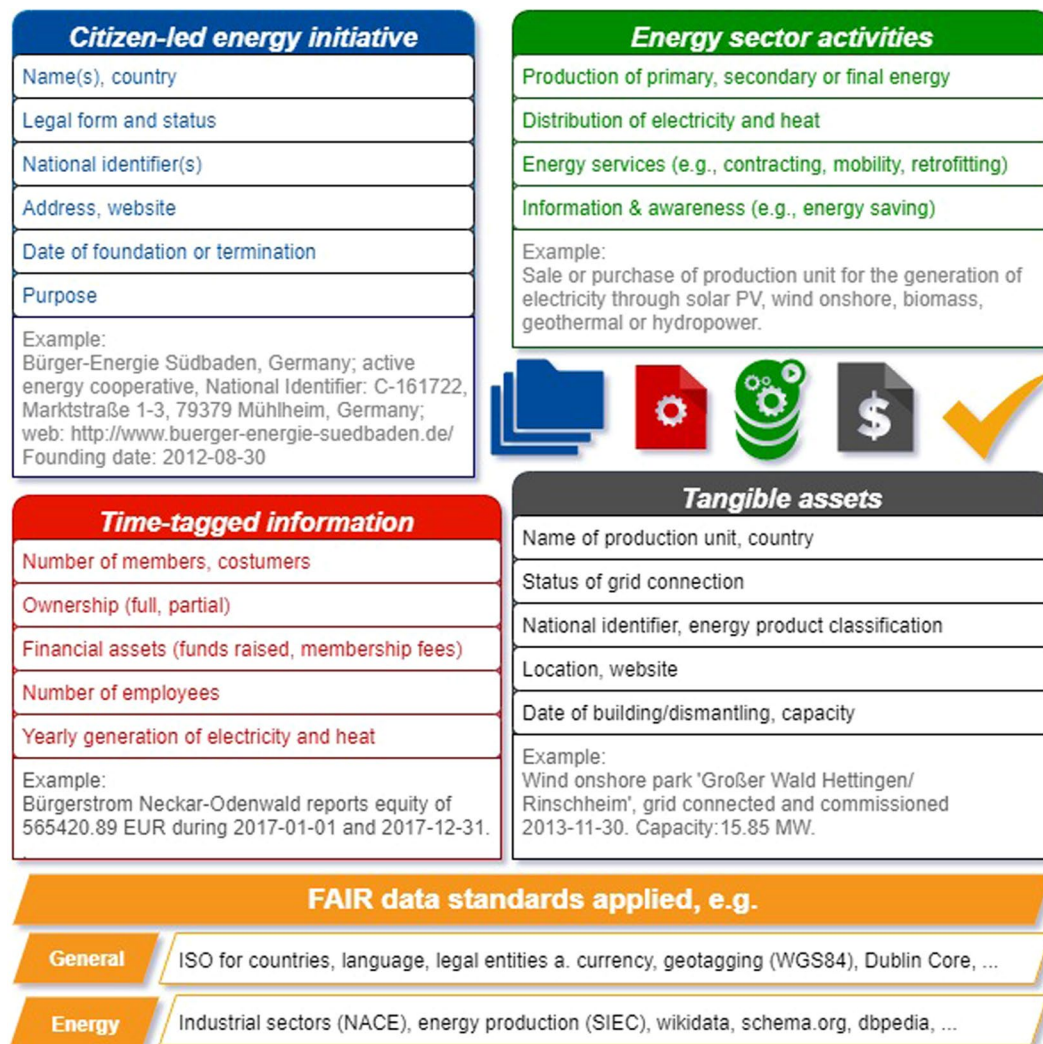 Citizen-led energy initiative
Name(s), country
Legal form and status
National identifier(s)
Address, website
Date of foundation or termination
Purpose
Example:
Bürger-Energie Südbaden, Germany; active
energy cooperative, National Identifier: C-161722,
Marktstraße 1-3, 79379 Mühlheim, Germany;
web: http://www.buerger-energie-suedbaden.de/
Founding date: 2012-08-30
Energy sector activities
Production of primary, secondary or final energy
Distribution of electricity and heat
Energy services (e.g., contracting, mobility, retrofitting)
Information & awareness (e.g., energy saving)
Example:
Sale or purchase of production unit for the generation of
electricity through solar PV, wind onshore, biomass,
geothermal or hydropower.
$
Time-tagged information
Number of members, costumers
Ownership (full, partial)
Financial assets (funds raised, membership fees)
Number of employees
Yearly generation of electricity and heat
Example:
Bürgerstrom Neckar-Odenwald reports equity of
565420.89 EUR during 2017-01-01 and 2017-12-31.
.
Tangible assets
Name of production unit, country
Status of grid connection
National identifier, energy product classification
Location, website
Date of building/dismantling, capacity
Example:
Wind onshore park 'Großer Wald Hettingen/
Rinschheim', grid connected and commissioned
2013-11-30. Capacity:15.85 MW.
FAIR data standards applied, e.g.
General
ISO for countries, language, legal entities a. currency, geotagging (WGS84), Dublin Core, ...
Energy
Industrial sectors (NACE), energy production (SIEC), wikidata, schema.org, dbpedia, ...